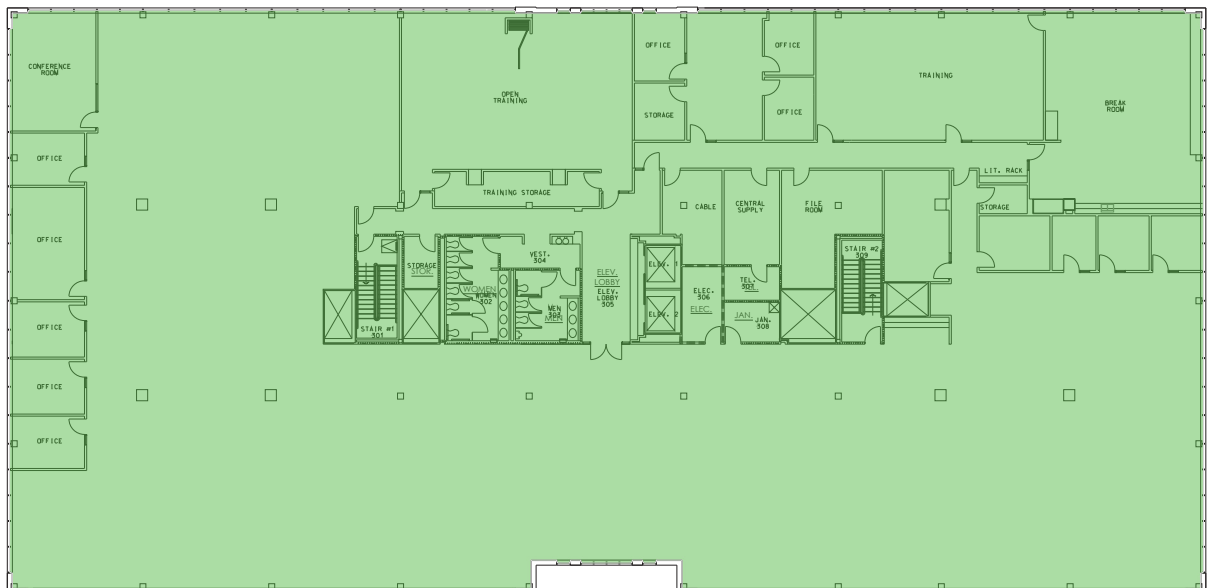 CONFERENCE
ROOM
OPEN
TRAINING
OFFICE
OFFICE
TRAINING
BREAK
ROOM
STORAGE
OFFICE
OFFICE
LIT. RACK
TRAINING STORAGE
CABLE
CENTRAL
SUPPLY
FILE
ROOM
STORAGE
OFFICE
STAIR #2
309
VEST.
304
STORAGE
STOR.
ELEV. 1
ELEV.
LOBBY
ELEV.
LOBBY
305
TEL.
307
WOMEN
WOMEN
302
ELEC.
306
ELEC.
MEN
303
MEN
ELEV. 2
JAN.
JAN.
308
OFFICE
STAIR #1
301
OFFICE
OFFICE